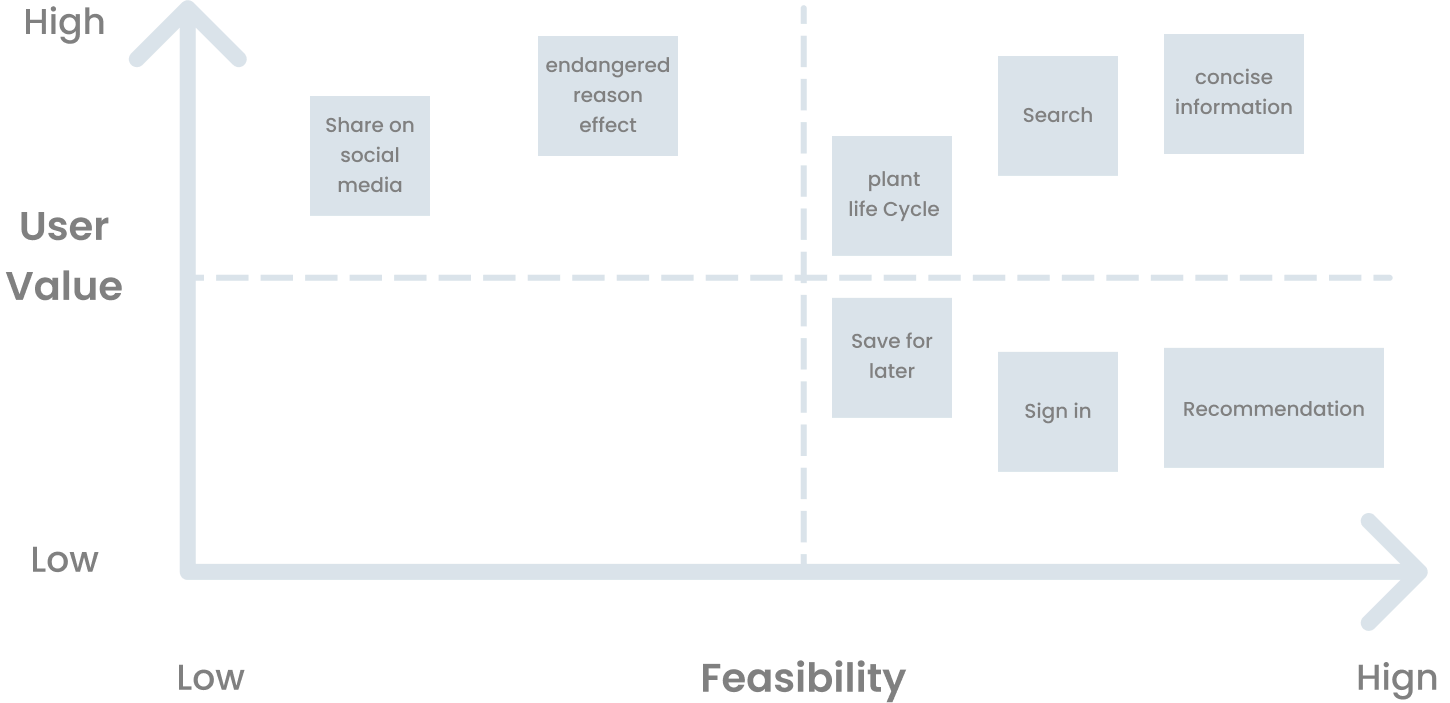 High
endangered
reason
effect
Share on
social
media
concise
information
Search
plant
life Cycle
User
Value
Save for
later
Sign in
Recommendation
Low
Low
Feasibility
Hign